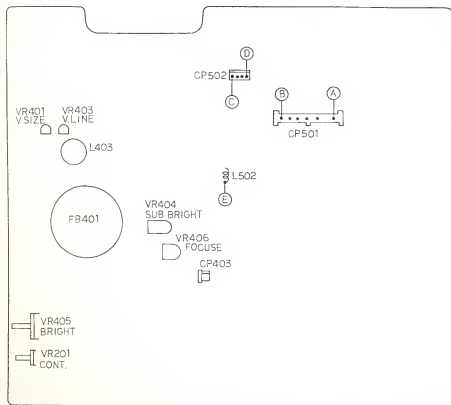 D
CP502
C
B
A
CP501
VR401
V.SIZE
VR403
V.LINE
L403
L502
E
FB401
VR404
SUB BRIGHT
VR406
FOCUSE
CP403
VR405
BRIGHT
VR201
CONT.